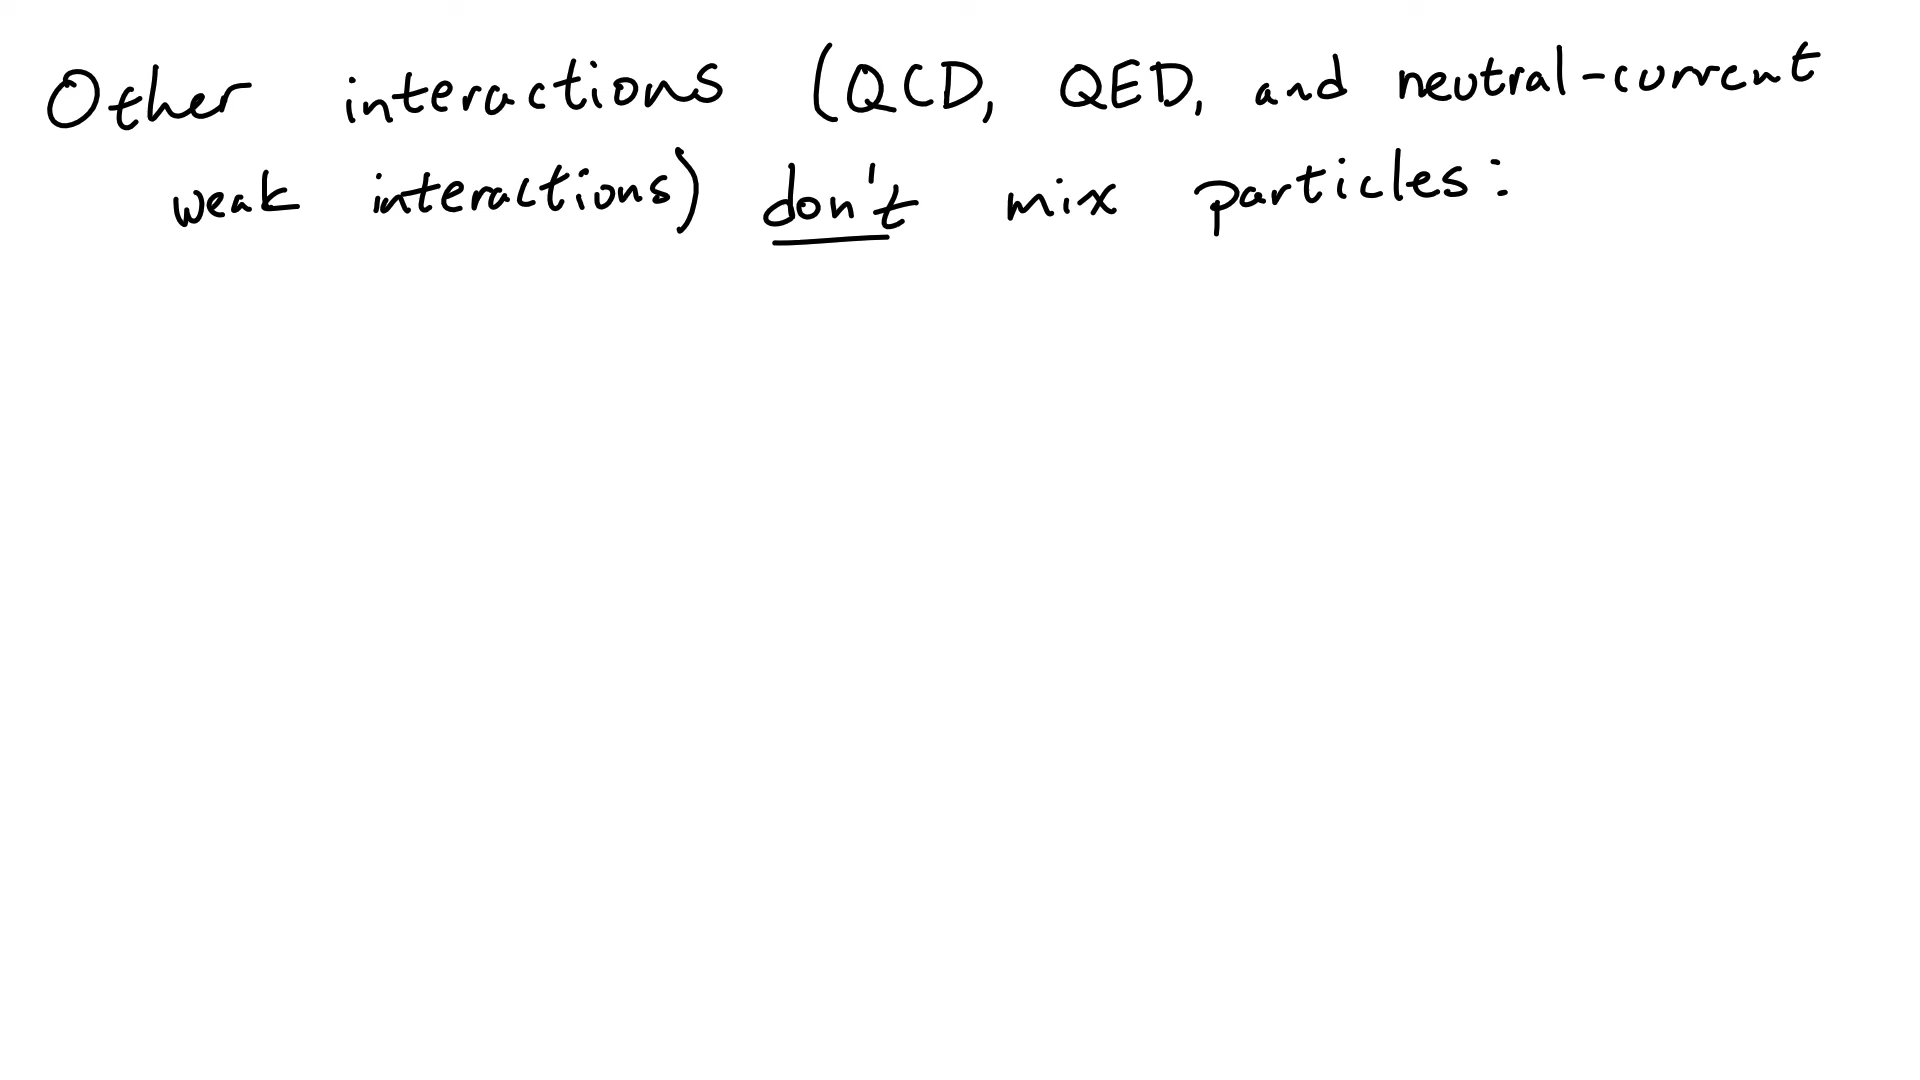 Other interactions (QCD, QED, and neutral-current
weak interactions) don't mix particles: